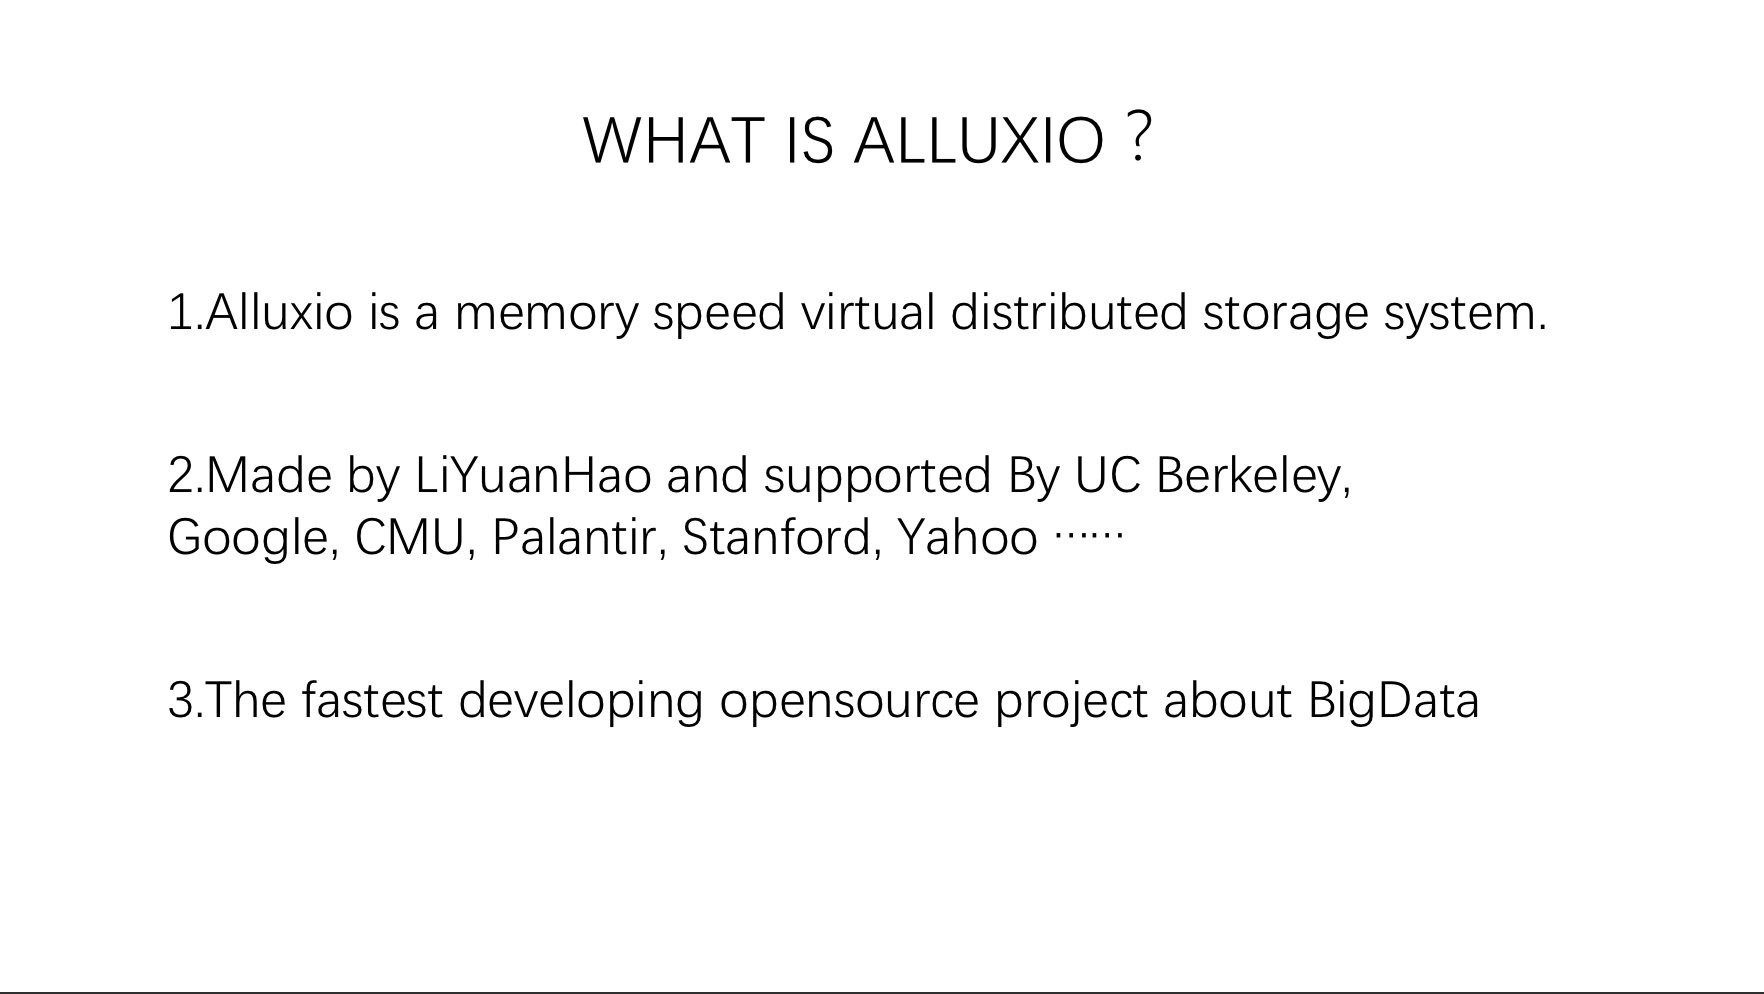 WHAT IS ALLUXIO？
1.Alluxio is a memory speed virtual distributed storage system.
2.Made by LiYuanHao and supported By UC Berkeley,
Google, CMU, Palantir, Stanford, Yahoo ······
3.The fastest developing opensource project about BigData